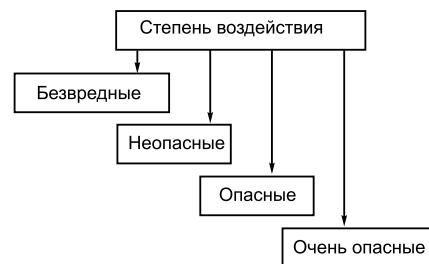 Степень воздействия
Безвредные
Неопасные
Опасные
Очень опасные